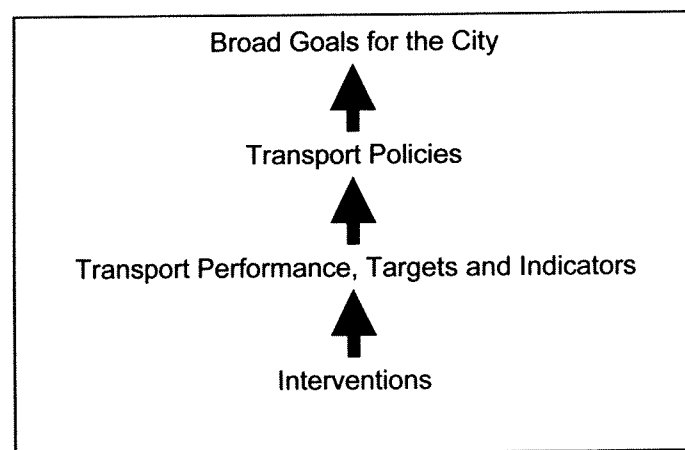 Broad Goals for the City
Transport Policies
Transport Performance, Targets and Indicators
Interventions